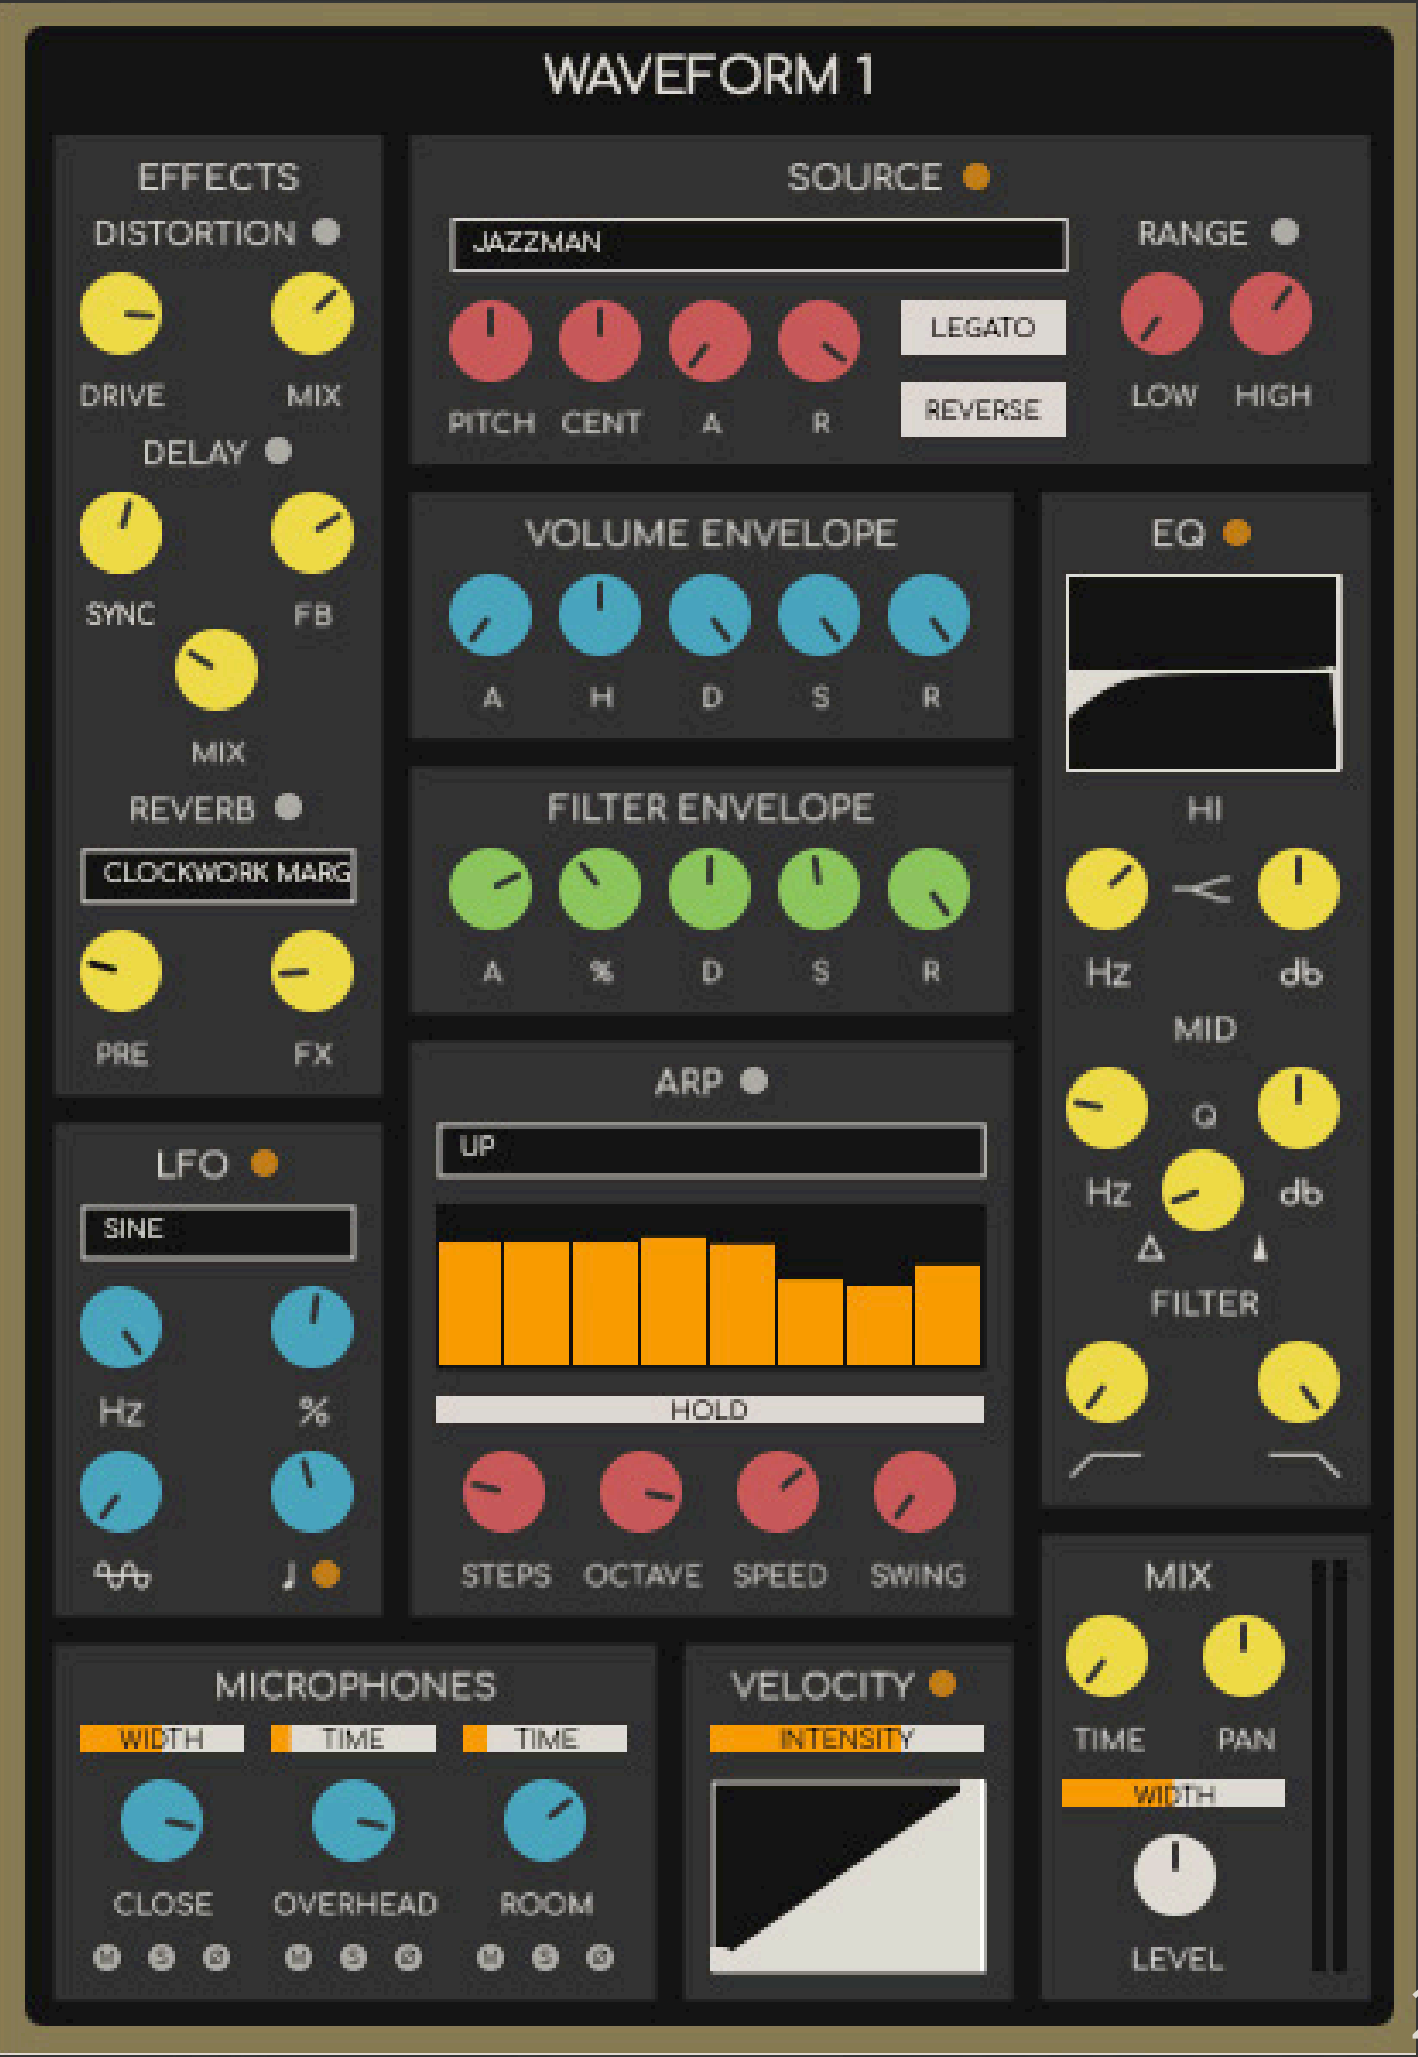 WAVEFORM 1
EFFECTS
DISTORTION
DRIVE MIX
DELAY
SYNC FB
MIX
REVERB
CLOCKWORK MARG
PRE FX
LFO
SINE
Hz %
SOURCE
JAZZMAN
PITCH CENT A R
LEGATO
REVERSE
RANGE
LOW HIGH
VOLUME ENVELOPE
A H D S R
FILTER ENVELOPE
A % D S R
ARP
UP
HOLD
STEPS OCTAVE SPEED SWING
EQ
HI
Hz db
MID
Q
Hz db
FILTER
MICROPHONES
WIDTH TIME TIME
CLOSE OVERHEAD ROOM
M S Ø M S Ø M S Ø
VELOCITY
INTENSITY
MIX
TIME PAN
WIDTH
LEVEL